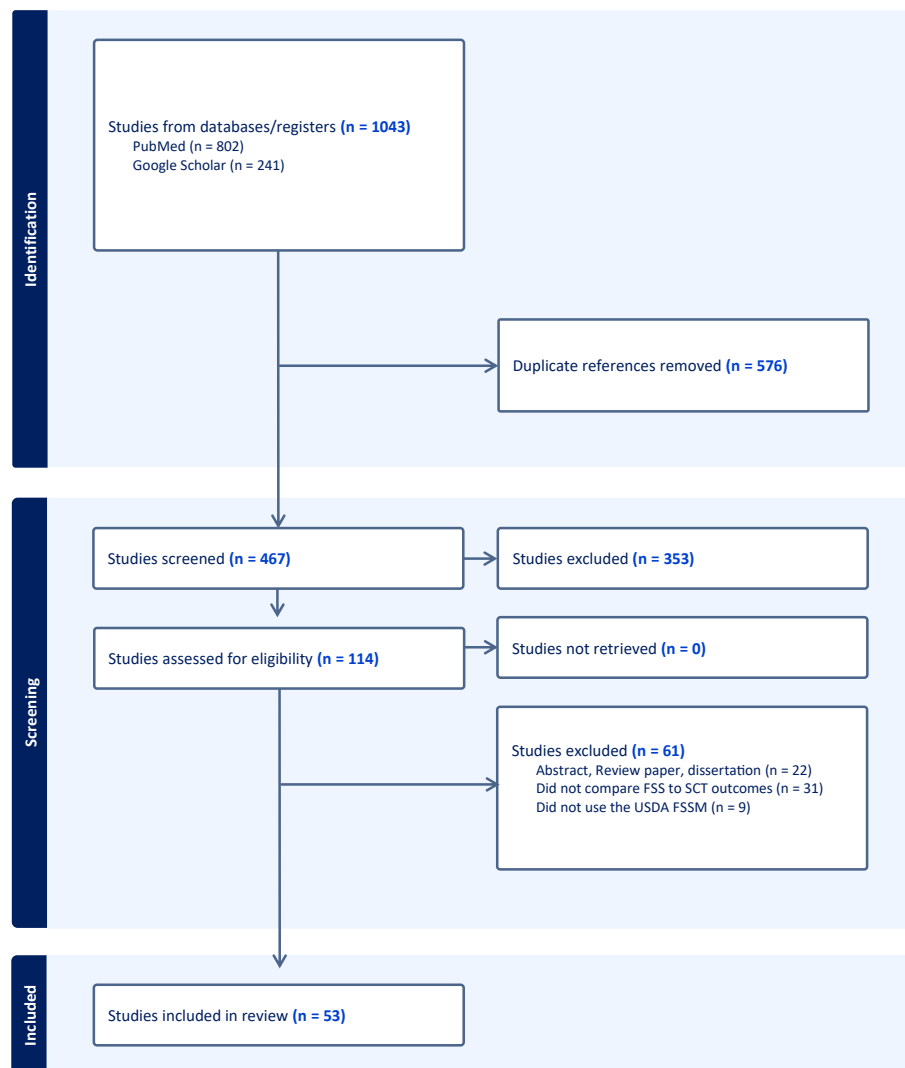 Identification
Studies from databases/registers (n = 1043)
PubMed (n = 802)
Google Scholar (n = 241)
Duplicate references removed (n = 576)
Screening
Studies screened (n = 467)
Studies excluded (n = 353)
Studies assessed for eligibility (n = 114)
Studies not retrieved (n = 0)
Studies excluded (n = 61)
Abstract, Review paper, dissertation (n = 22)
Did not compare FSS to SCT outcomes (n = 31)
Did not use the USDA FSSM (n = 9)
Included
Studies included in review (n = 53)